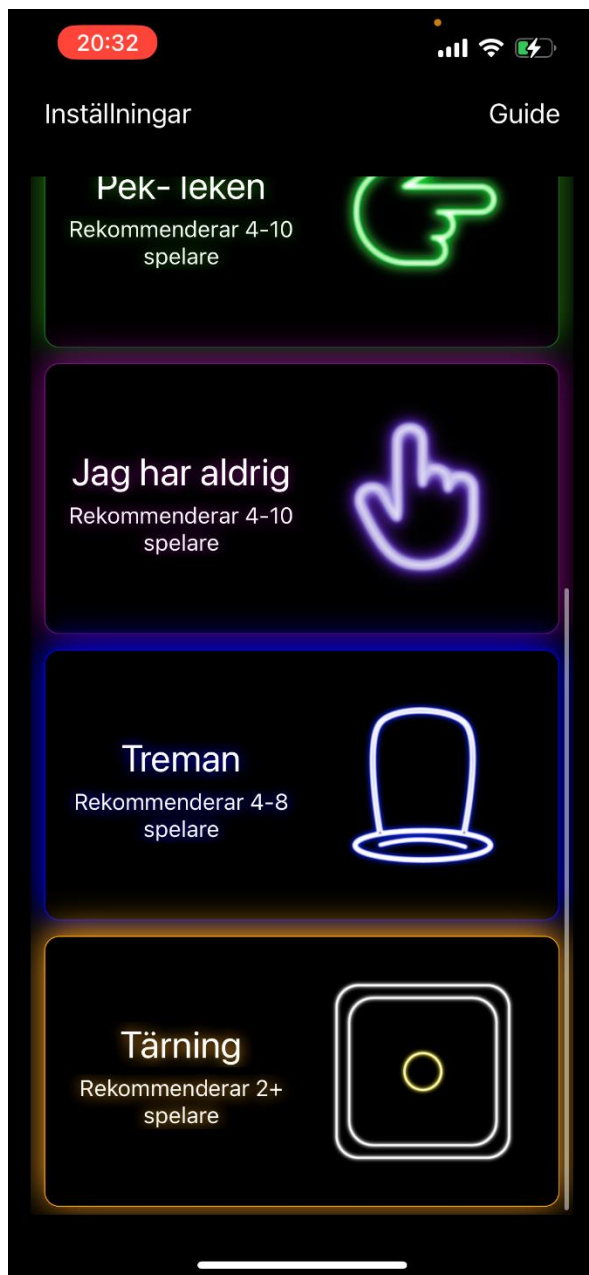 20:32
Inställningar
Guide
Pek- leken
Rekommenderar 4-10
spelare
Jag har aldrig
Rekommenderar 4-10
spelare
Treman
Rekommenderar 4-8
spelare
Tärning
Rekommenderar 2+
spelare